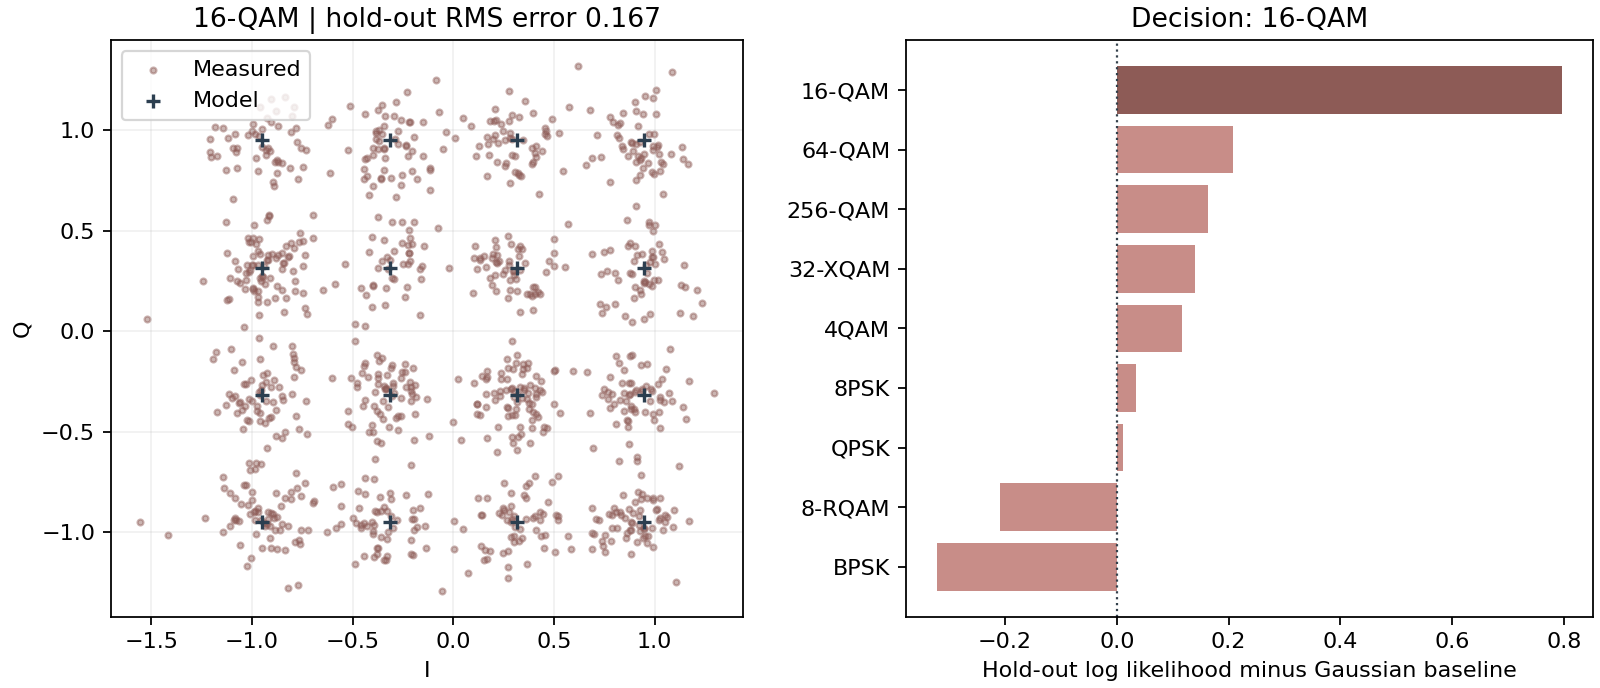 16-QAM | hold-out RMS error 0.167
Measured
Model
1.0
0.5
0.0
−0.5
−1.0
Q
−1.5
−1.0
−0.5
0.0
0.5
1.0
I
Decision: 16-QAM
16-QAM
64-QAM
256-QAM
32-XQAM
4QAM
8PSK
QPSK
8-RQAM
BPSK
−0.2
0.0
0.2
0.4
0.6
0.8
Hold-out log likelihood minus Gaussian baseline